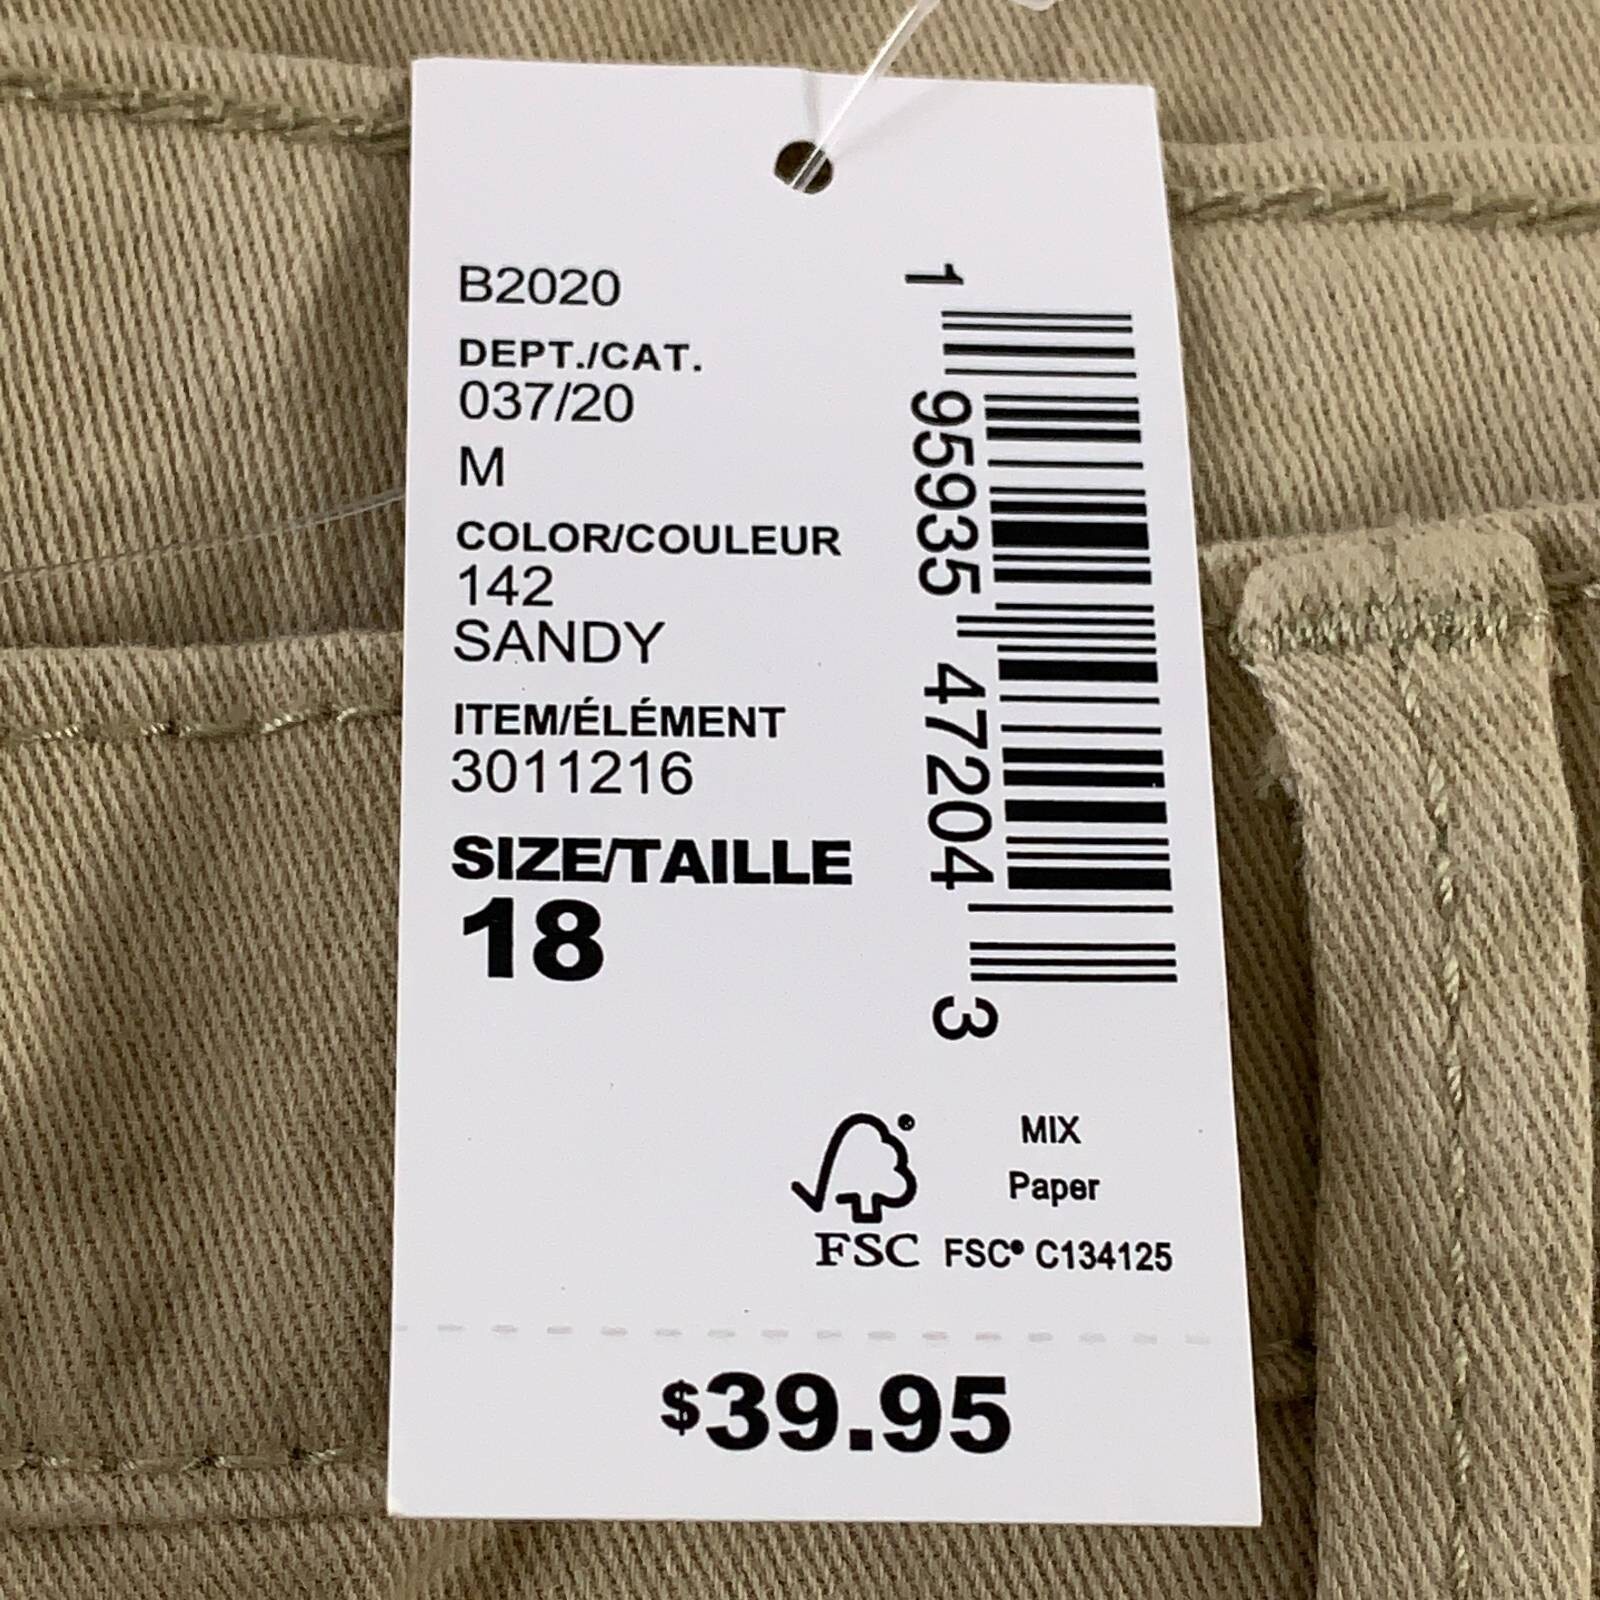 B2020
DEPT./CAT.
037/20
M
COLOR/COULEUR
142
SANDY
ITEM/ÉLÉMENT
3011216
SIZE/TAILLE
18
1 95935 47204 3
MIX
Paper
FSC FSC® C134125
$39.95